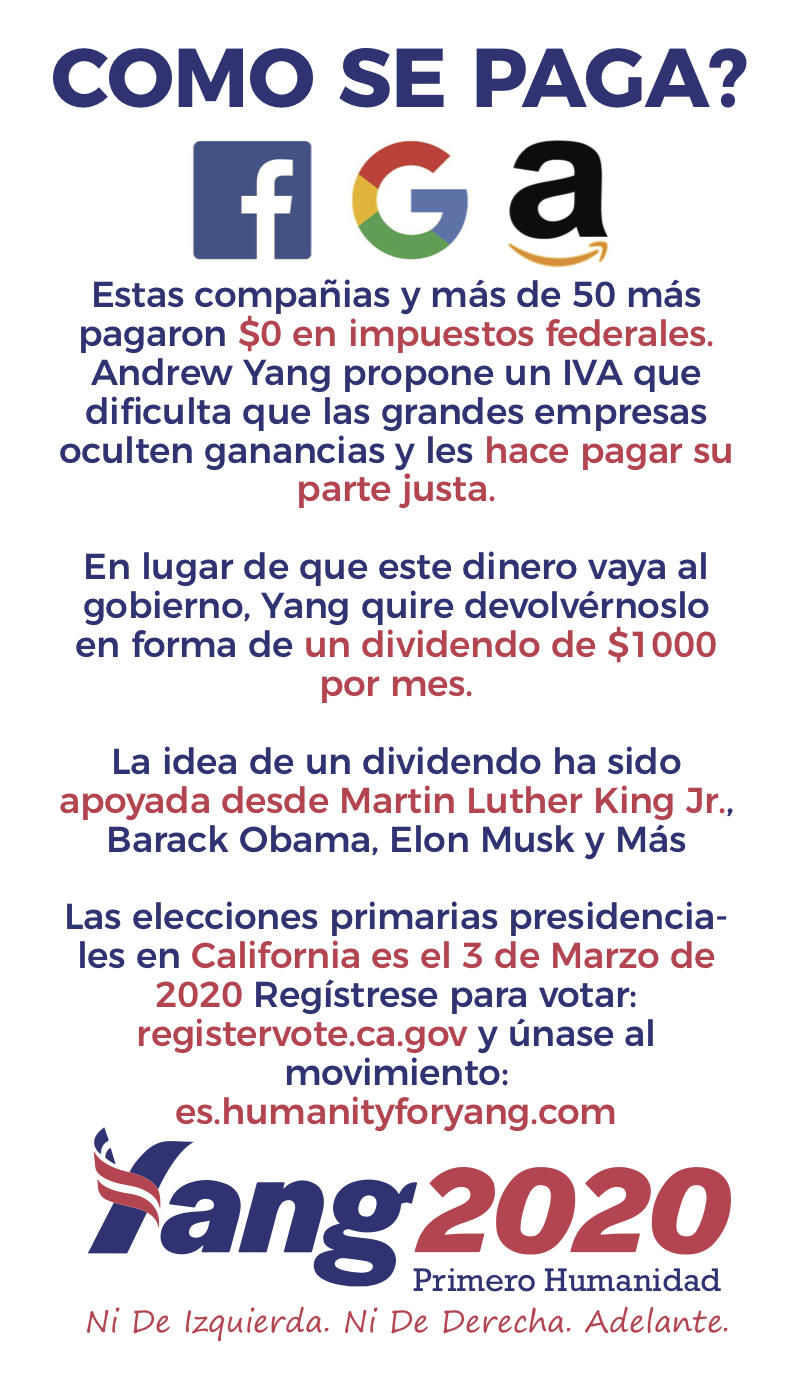 COMO SE PAGA?
f G a
Estas compañias y más de 50 más
pagaron $0 en impuestos federales.
Andrew Yang propone un IVA que
dificulta que las grandes empresas
oculten ganancias y les hace pagar su
parte justa.
En lugar de que este dinero vaya al
gobierno, Yang quire devolvérnoslo
en forma de un dividendo de $1000
por mes.
La idea de un dividendo ha sido
apoyada desde Martin Luther King Jr.,
Barack Obama, Elon Musk y Más
Las elecciones primarias presidencia-
les en California es el 3 de Marzo de
2020 Regístrese para votar:
registervote.ca.gov y únase al
movimiento:
es.humanityforyang.com
Yang2020
Primero Humanidad
Ni De Izquierda. Ni De Derecha. Adelante.